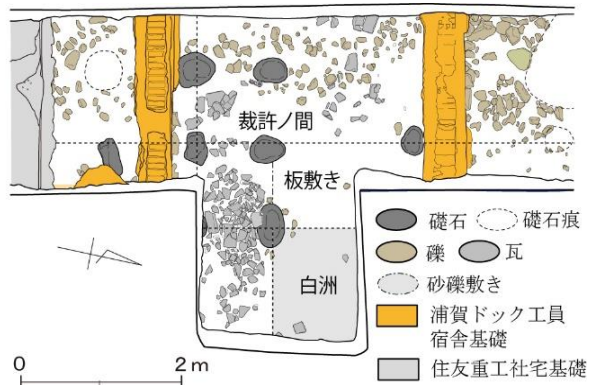 裁許ノ間
板敷き
白洲
礎石
礎石痕
礫
瓦
砂礫敷き
浦賀ドック工員
宿舎基礎
住友重工社宅基礎
0
2 m